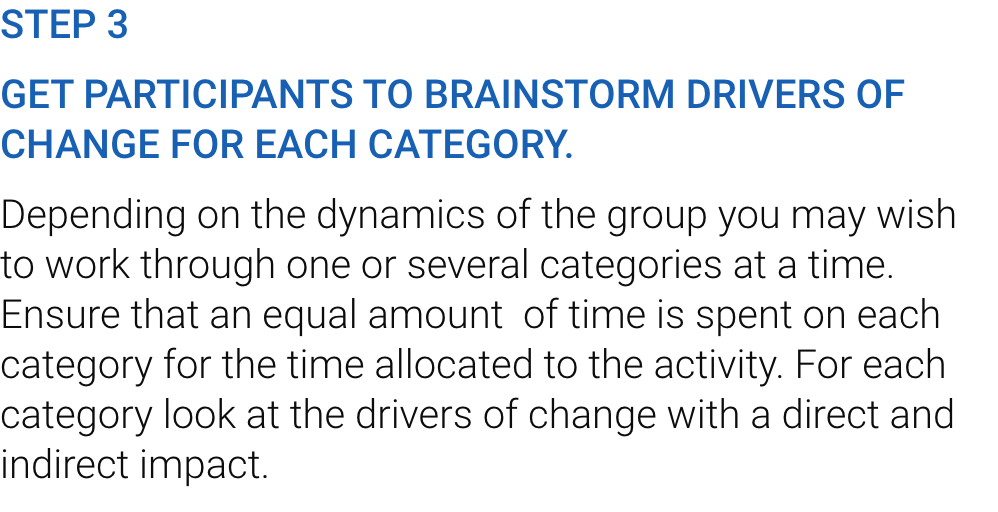 STEP 3
GET PARTICIPANTS TO BRAINSTORM DRIVERS OF
CHANGE FOR EACH CATEGORY.
Depending on the dynamics of the group you may wish
to work through one or several categories at a time.
Ensure that an equal amount  of time is spent on each
category for the time allocated to the activity. For each
category look at the drivers of change with a direct and
indirect impact.